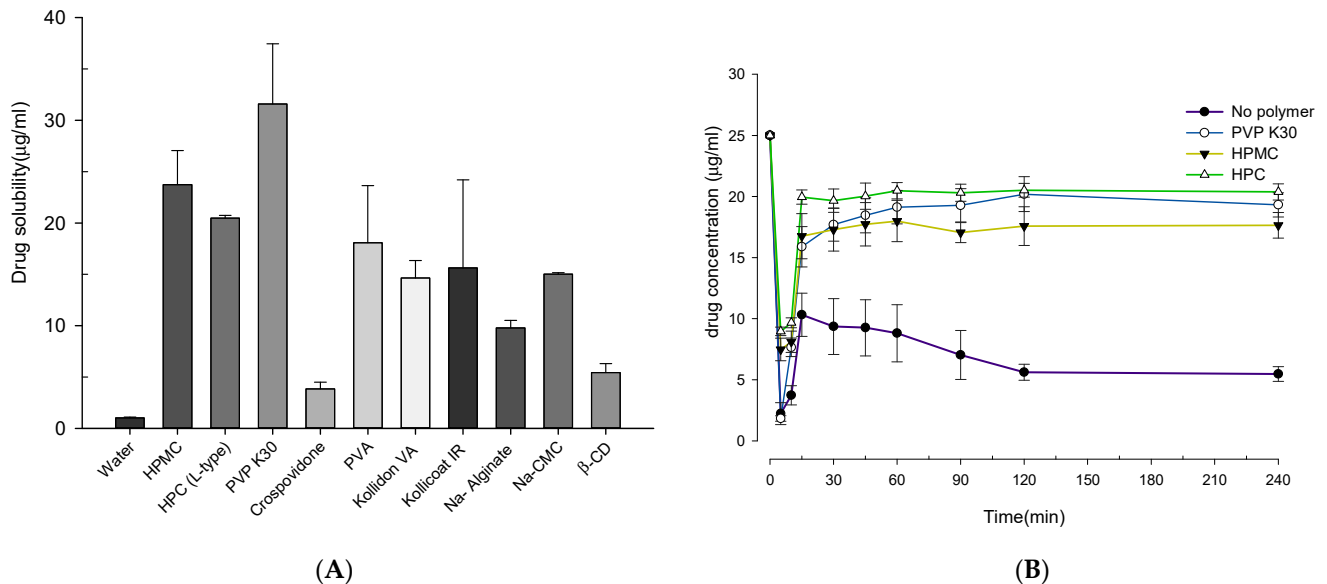 Drug solubility(µg/ml)
40
30
20
10
0
Water
HPMC
HPC (L-type)
PVP K30
Crospovidone
PVA
Kollidon VA
Kollicoat IR
Na- Alginate
Na-CMC
β-CD
(A)
drug concentration (µg/ml)
30
25
20
15
10
5
0
No polymer
PVP K30
HPMC
HPC
0 30 60 90 120 150 180 210 240
Time(min)
(B)